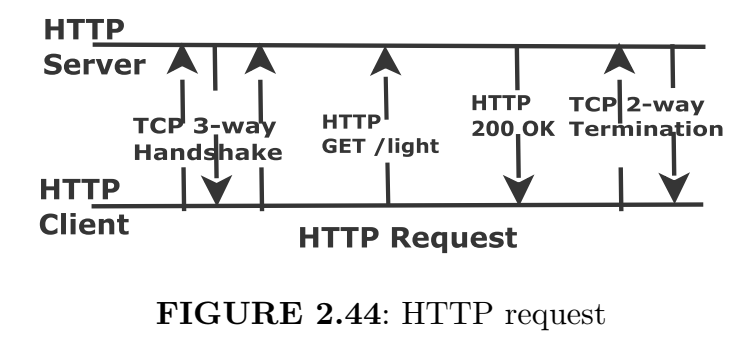 HTTP
Server
TCP 3-way
Handshake
HTTP
GET /light
HTTP
200 OK
TCP 2-way
Termination
HTTP
Client
HTTP Request
FIGURE 2.44: HTTP request